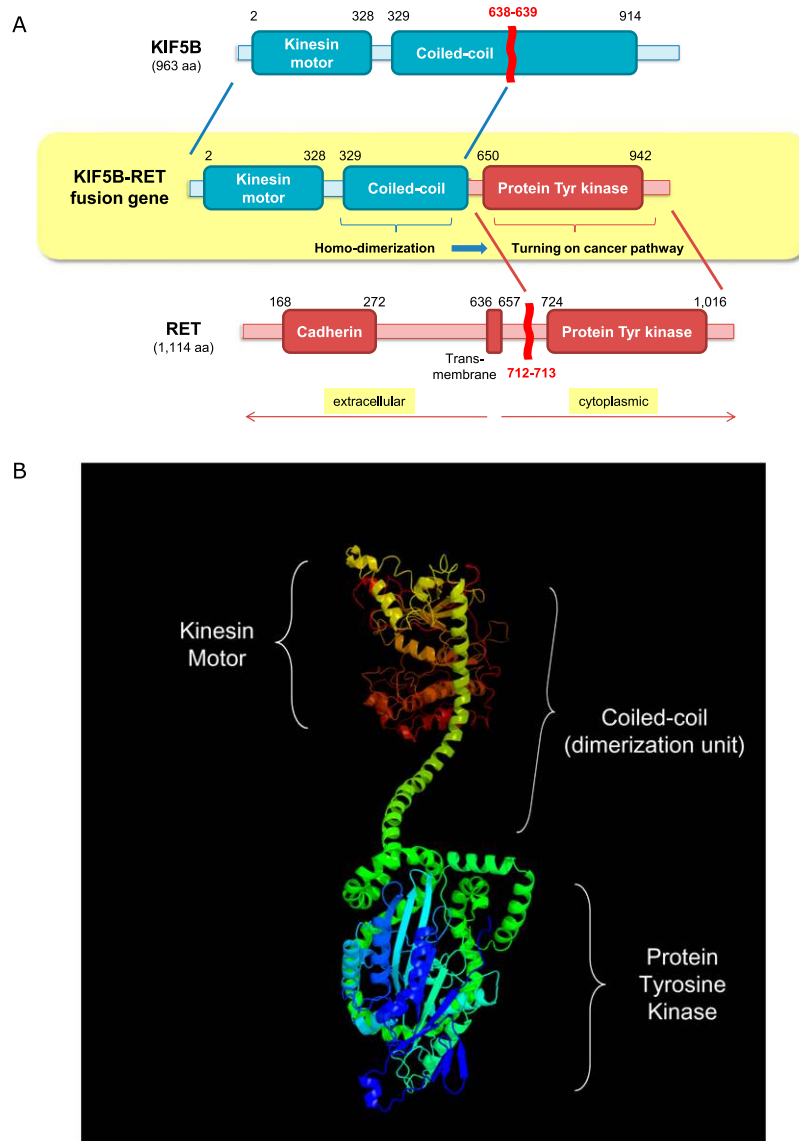 A
2 328 329 638-639 914
KIF5B
(963 aa)
Kinesin
motor
Coiled-coil
2 328 329 650 942
KIF5B-RET
fusion gene
Kinesin
motor
Coiled-coil
Protein Tyr kinase
Homo-dimerization
Turning on cancer pathway
168 272 636 657 724 1,016
RET
(1,114 aa)
Cadherin
Protein Tyr kinase
Trans-
membrane
712-713
extracellular
cytoplasmic
B
Kinesin
Motor
Coiled-coil
(dimerization unit)
Protein
Tyrosine
Kinase